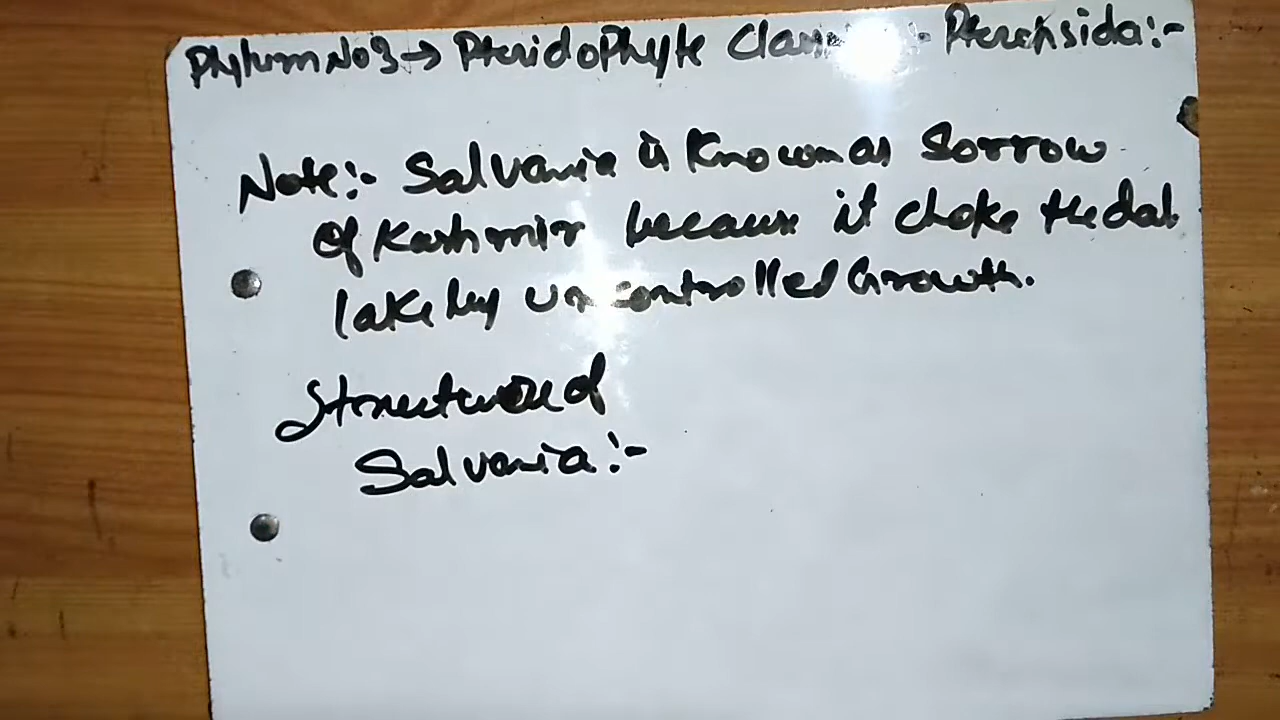 Phylum No3→ Pteridophyte Class :- Pteropsida:-
Note:- Salvania is Known as Sorrow
Of Kashmir because it choke the dal
lake by uncontrolled Growth.
Structure of
Salvania:-